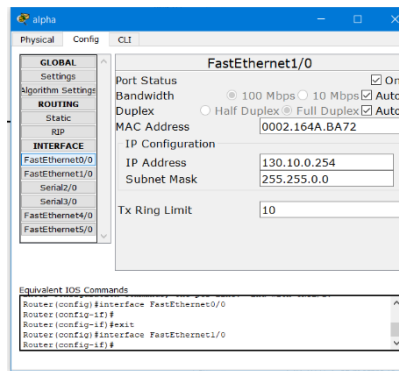 alpha
Physical Config CLI
GLOBAL
Settings
Algorithm Settings
ROUTING
Static
RIP
INTERFACE
FastEthernet0/0
FastEthernet1/0
Serial2/0
Serial3/0
FastEthernet4/0
FastEthernet5/0
FastEthernet1/0
Port Status On
Bandwidth 100 Mbps 10 Mbps Auto
Duplex Half Duplex Full Duplex Auto
MAC Address 0002.164A.BA72
IP Configuration
IP Address 130.10.0.254
Subnet Mask 255.255.0.0
Tx Ring Limit 10
Equivalent IOS Commands
Router(config)#interface FastEthernet0/0
Router(config-if)#
Router(config-if)#exit
Router(config)#interface FastEthernet1/0
Router(config-if)#